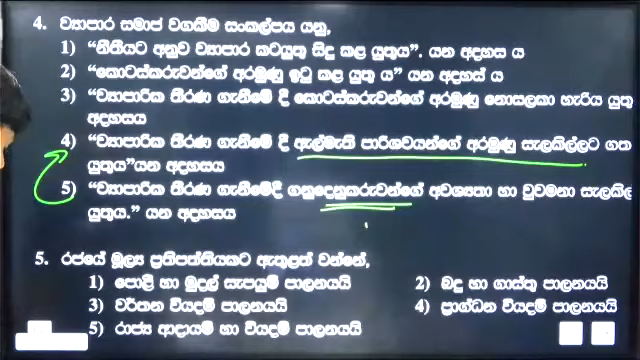 4. ව්‍යාපාර සමාජ වගකීම් සංකල්පය යනු,
1) “නීතියට අනුව ව්‍යාපාර කටයුතු සිදු කළ යුතුය”. යන අදහස ය
2) “කොටස්කරුවන්ගේ අරමුණු ඉටු කළ යුතු ය” යන අදහස් ය
3) “ව්‍යාපාරික තීරණ ගැනීමේ දී කොටස්කරුවන්ගේ අරමුණු නොසලකා හැරිය යුතු
අදහසය
4) “ව්‍යාපාරික තීරණ ගැනීමේ දී ඇල්මැති පාර්ශවයන්ගේ අරමුණු සැලකිල්ලට ගත
යුතුය”යන අදහසය
5) “ව්‍යාපාරික තීරණ ගැනීමේදී ගනුදෙනුකරුවන්ගේ අවශ්‍යතා හා වුවමනා
යුතුය.” යන අදහසය
5. රජයේ මූල්‍ය ප්‍රතිපත්තියකට ඇතුළත් වන්නේ,
1) පොළී හා මුදල් සැපයුම් පාලනයයි 2) බදු හා ගාස්තු පාලනයයි
3) වර්තන වියදම් පාලනයයි 4) ප්‍රාග්ධන වියදම් පාලනයයි
5) රාජ්‍ය ආදායම් හා වියදම් පාලනයයි